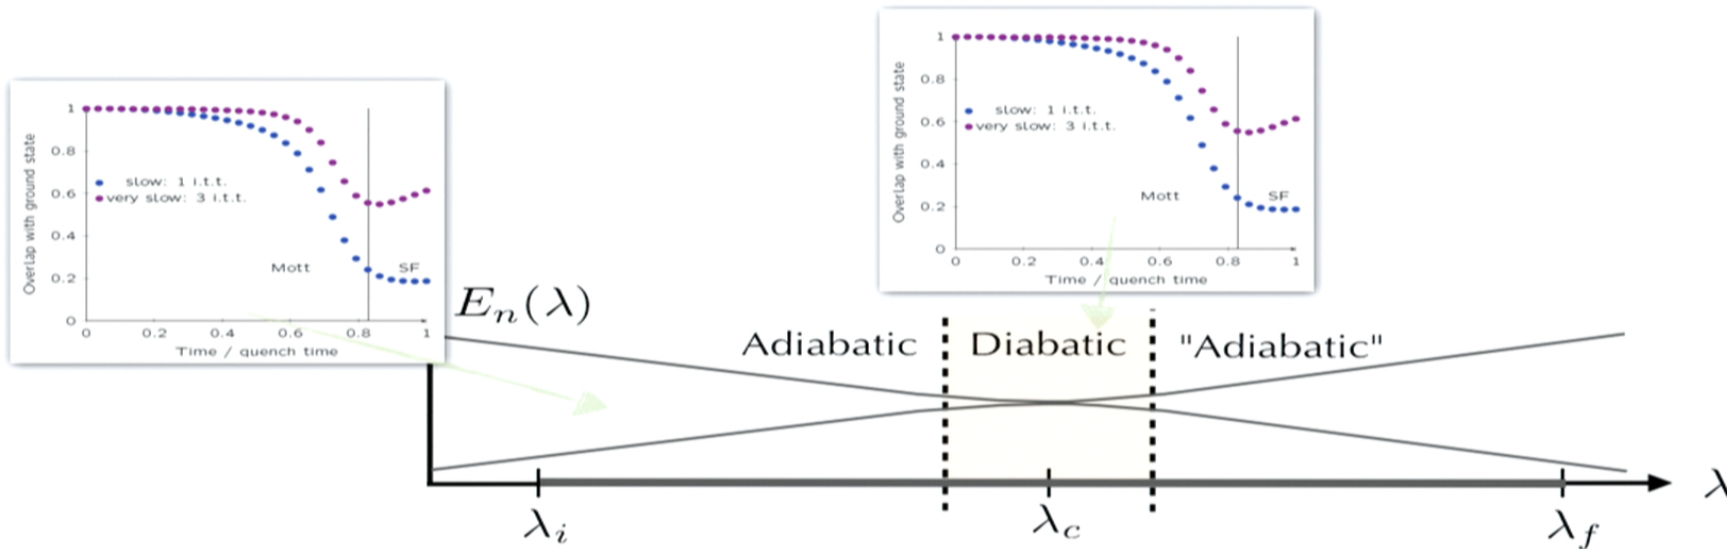 1
0.8
0.6
0.4
0.2
0
Overlap with ground state
slow: 1 i.t.t.
very slow: 3 i.t.t.
Mott
SF
0 0.2 0.4 0.6 0.8 1
Time / quench time
1
0.8
0.6
0.4
0.2
0
Overlap with ground state
slow: 1 i.t.t.
very slow: 3 i.t.t.
Mott
SF
0 0.2 0.4 0.6 0.8 1
Time / quench time
Eₙ(λ)
Adiabatic
Diabatic
"Adiabatic"
λ
λᵢ
λ_c
λ_f